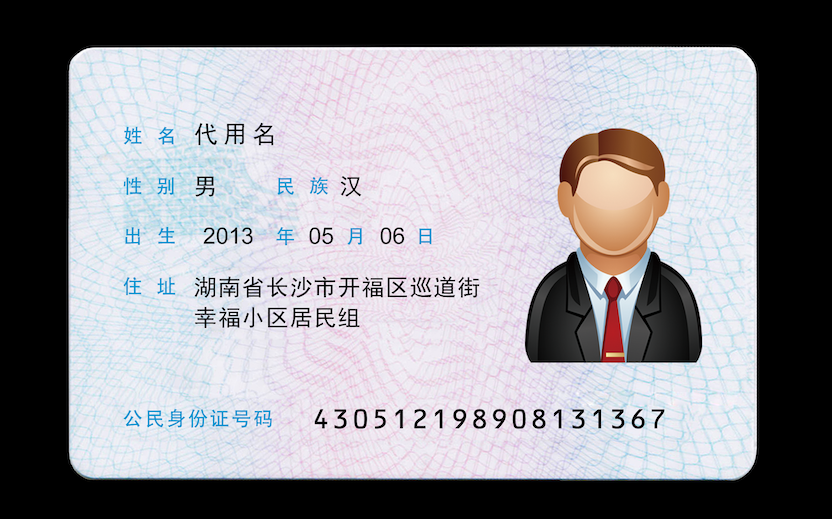 姓名 代用名
性别 男 民族 汉
出生 2013 年 05 月 06 日
住址 湖南省长沙市开福区巡道街
幸福小区居民组
公民身份证号码 430512198908131367